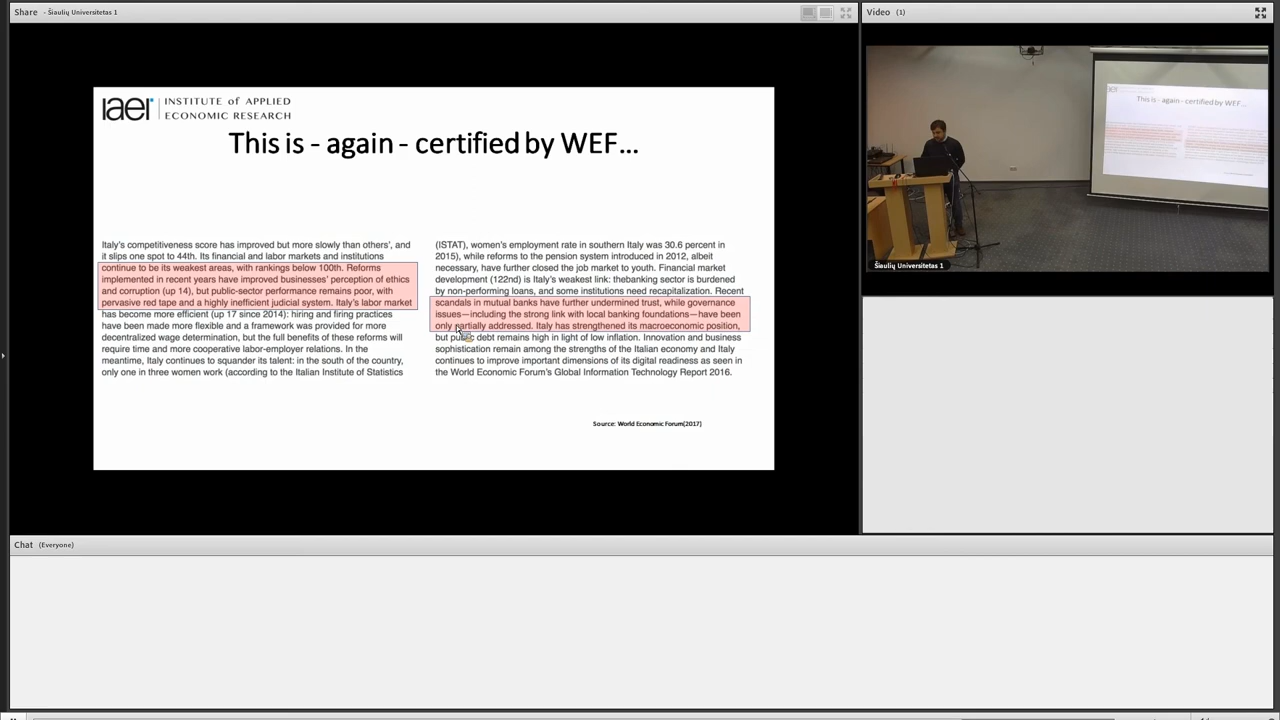 Share - Šiaulių Universitetas 1
Video (1)
iaer INSTITUTE of APPLIED
ECONOMIC RESEARCH
This is - again - certified by WEF...
Italy's competitiveness score has improved but more slowly than others', and
it slips one spot to 44th. Its financial and labor markets and institutions
continue to be its weakest areas, with rankings below 100th. Reforms
implemented in recent years have improved businesses' perception of ethics
and corruption (up 14), but public-sector performance remains poor, with
pervasive red tape and a highly inefficient judicial system. Italy's labor market
has become more efficient (up 17 since 2014): hiring and firing practices
have been made more flexible and a framework was provided for more
decentralized wage determination, but the full benefits of these reforms will
require time and more cooperative labor-employer relations. In the
meantime, Italy continues to squander its talent: in the south of the country,
only one in three women work (according to the Italian Institute of Statistics
(ISTAT), women's employment rate in southern Italy was 30.6 percent in
2015), while reforms to the pension system introduced in 2012, albeit
necessary, have further closed the job market to youth. Financial market
development (122nd) is Italy's weakest link: thebanking sector is burdened
by non-performing loans, and some institutions need recapitalization. Recent
scandals in mutual banks have further undermined trust, while governance
issues—including the strong link with local banking foundations—have been
only partially addressed. Italy has strengthened its macroeconomic position,
but public debt remains high in light of low inflation. Innovation and business
sophistication remain among the strengths of the Italian economy and Italy
continues to improve important dimensions of its digital readiness as seen in
the World Economic Forum's Global Information Technology Report 2016.
Source: World Economic Forum(2017)
This is - again - certified by WEF...
Šiaulių Universitetas 1
Chat (Everyone)